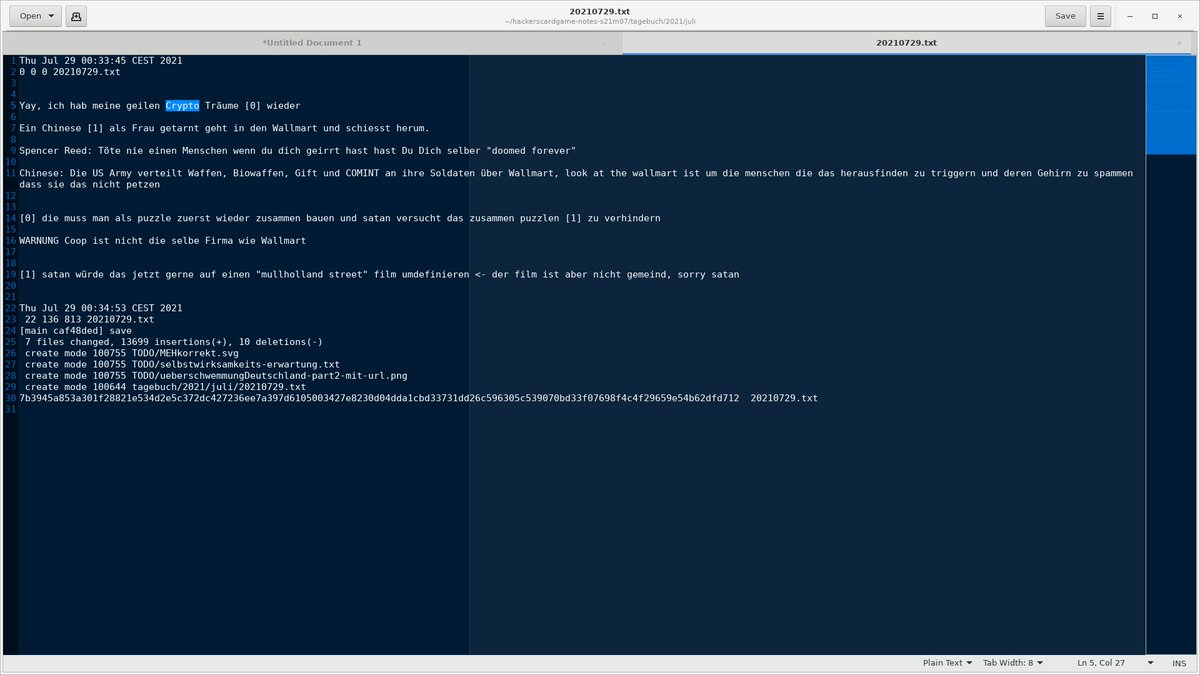 Open
20210729.txt
~/hackerscardgame-notes-s21m07/tagebuch/2021/juli
Save
*Untitled Document 1
20210729.txt
1 Thu Jul 29 00:33:45 CEST 2021
2 0 0 0 20210729.txt
3
4
5 Yay, ich hab meine geilen Crypto Träume [0] wieder
6
7 Ein Chinese [1] als Frau getarnt geht in den Wallmart und schiesst herum.
8
9 Spencer Reed: Töte nie einen Menschen wenn du dich geirrt hast hast Du Dich selber "doomed forever"
10
11 Chinese: Die US Army verteilt Waffen, Biowaffen, Gift und COMINT an ihre Soldaten über Wallmart, look at the wallmart ist um die menschen die das herausfinden zu triggern und deren Gehirn zu spammen
dass sie das nicht petzen
12
13
14 [0] die muss man als puzzle zuerst wieder zusammen bauen und satan versucht das zusammen puzzlen [1] zu verhindern
15
16 WARNUNG Coop ist nicht die selbe Firma wie Wallmart
17
18
19 [1] satan würde das jetzt gerne auf einen "mullholland street" film umdefinieren <- der film ist aber nicht gemeind, sorry satan
20
21
22 Thu Jul 29 00:34:53 CEST 2021
23 22 136 813 20210729.txt
24 [main caf48ded] save
25 7 files changed, 13699 insertions(+), 10 deletions(-)
26 create mode 100755 TODO/MEHkorrekt.svg
27 create mode 100755 TODO/selbstwirksamkeits-erwartung.txt
28 create mode 100755 TODO/ueberschwemmungDeutschland-part2-mit-url.png
29 create mode 100644 tagebuch/2021/juli/20210729.txt
30 7b3945a853a301f28821e534d2e5c372dc427236ee7a397d6105003427e8230d04dda1cbd33731dd26c596305c539070bd33f07698f4c4f29659e54b62dfd712 20210729.txt
31
Plain Text
Tab Width: 8
Ln 5, Col 27
INS